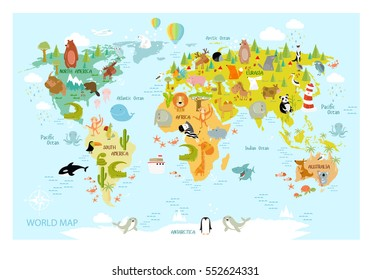 Arctic Ocean
NORTH AMERICA
EURASIA
Pacific
Ocean
Atlantic
Ocean
AFRICA
Pacific
Ocean
SOUTH
AMERICA
Indian Ocean
AUSTRALIA
WORLD MAP
ANTARCTICA
shutterstock.com · 552624331